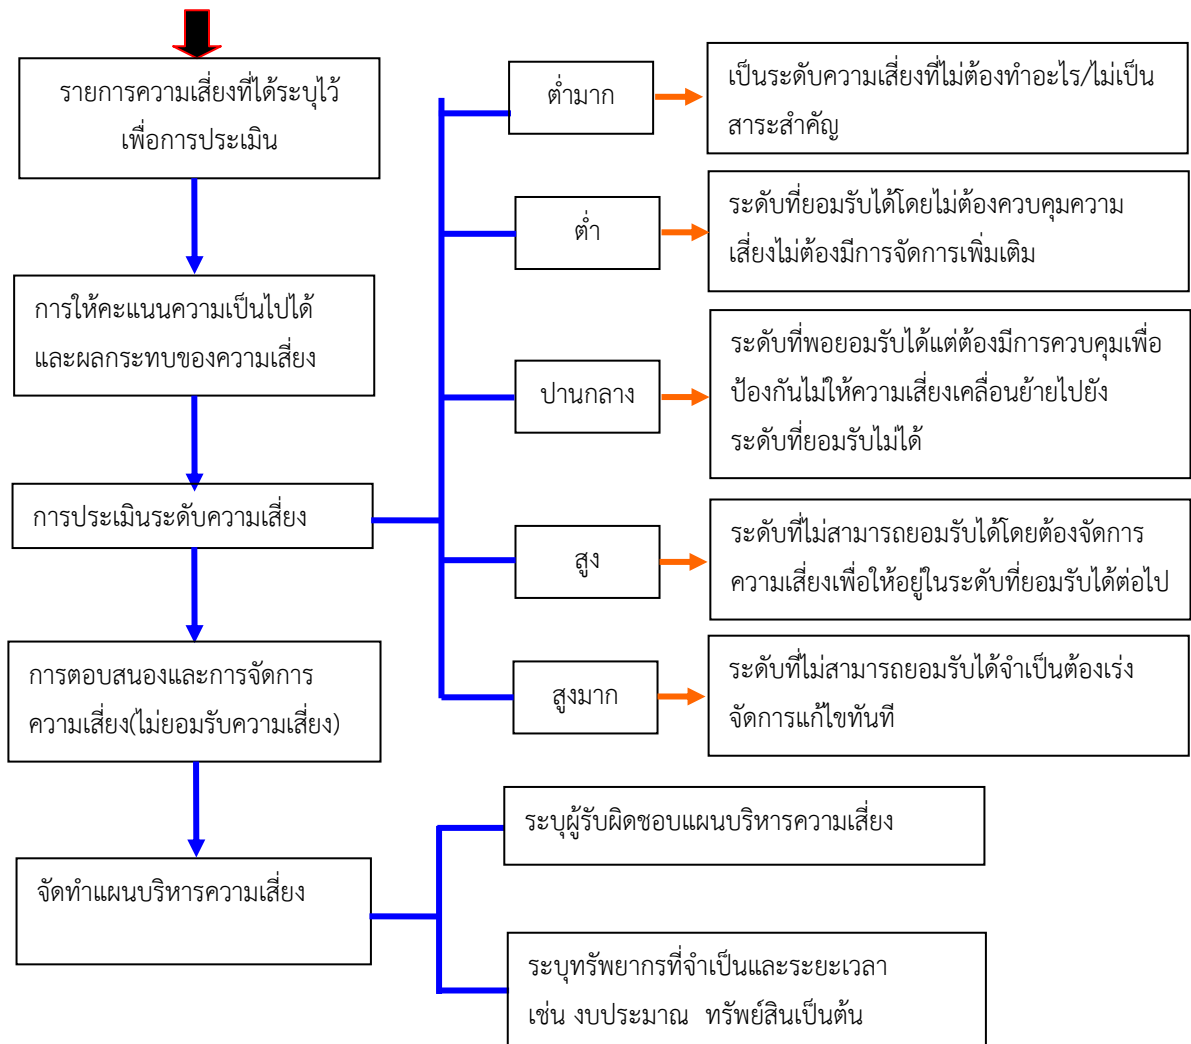 รายการความเสี่ยงที่ได้ระบุไว้
เพื่อการประเมิน
การให้คะแนนความเป็นไปได้
และผลกระทบของความเสี่ยง
การประเมินระดับความเสี่ยง
การตอบสนองและการจัดการ
ความเสี่ยง(ไม่ยอมรับความเสี่ยง)
จัดทำแผนบริหารความเสี่ยง
ต่ำมาก
เป็นระดับความเสี่ยงที่ไม่ต้องทำอะไร/ไม่เป็น
สาระสำคัญ
ต่ำ
ระดับที่ยอมรับได้โดยไม่ต้องควบคุมความ
เสี่ยงไม่ต้องมีการจัดการเพิ่มเติม
ปานกลาง
ระดับที่พอยอมรับได้แต่ต้องมีการควบคุมเพื่อ
ป้องกันไม่ให้ความเสี่ยงเคลื่อนย้ายไปยัง
ระดับที่ยอมรับไม่ได้
สูง
ระดับที่ไม่สามารถยอมรับได้โดยต้องจัดการ
ความเสี่ยงเพื่อให้อยู่ในระดับที่ยอมรับได้ต่อไป
สูงมาก
ระดับที่ไม่สามารถยอมรับได้จำเป็นต้องเร่ง
จัดการแก้ไขทันที
ระบุผู้รับผิดชอบแผนบริหารความเสี่ยง
ระบุทรัพยากรที่จำเป็นและระยะเวลา
เช่น งบประมาณ ทรัพย์สินเป็นต้น